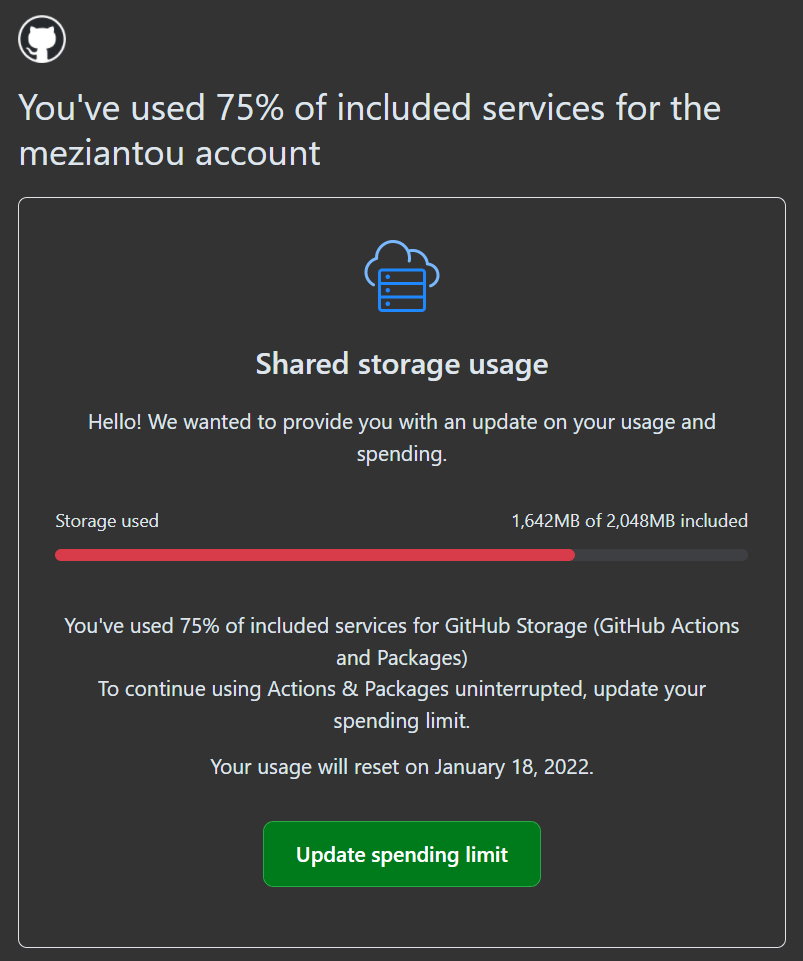 You've used 75% of included services for the
meziantou account
Shared storage usage
Hello! We wanted to provide you with an update on your usage and
spending.
Storage used
1,642MB of 2,048MB included
You've used 75% of included services for GitHub Storage (GitHub Actions
and Packages)
To continue using Actions & Packages uninterrupted, update your
spending limit.
Your usage will reset on January 18, 2022.
Update spending limit